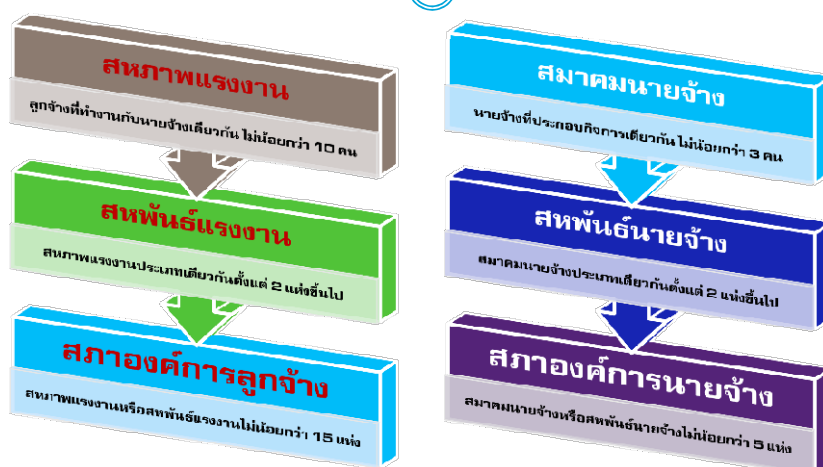 สหภาพแรงงาน
ลูกจ้างที่ทำงานกับนายจ้างเดียวกัน ไม่น้อยกว่า 10 คน
สหพันธ์แรงงาน
สหภาพแรงงานประเภทเดียวกันตั้งแต่ 2 แห่งขึ้นไป
สภาองค์การลูกจ้าง
สหภาพแรงงานหรือสหพันธ์แรงงานไม่น้อยกว่า 15 แห่ง
สมาคมนายจ้าง
นายจ้างที่ประกอบกิจการเดียวกัน ไม่น้อยกว่า 3 คน
สหพันธ์นายจ้าง
สมาคมนายจ้างประเภทเดียวกันตั้งแต่ 2 แห่งขึ้นไป
สภาองค์การนายจ้าง
สมาคมนายจ้างหรือสหพันธ์นายจ้างไม่น้อยกว่า 5 แห่ง